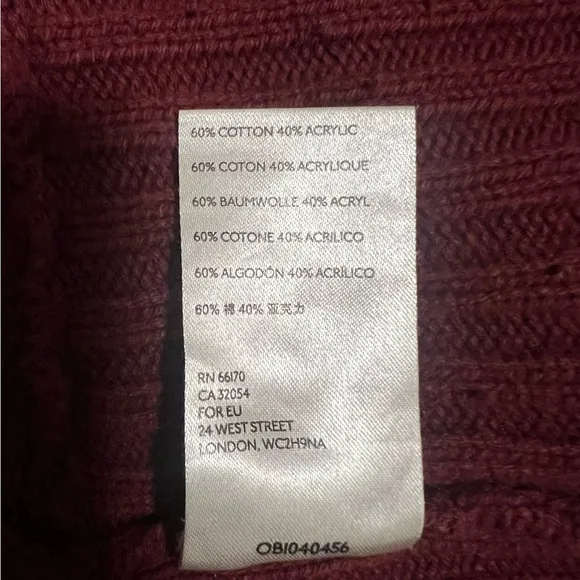 60% COTTON 40% ACRYLIC
60% COTON 40% ACRYLIQUE
60% BAUMWOLLE 40% ACRYL
60% COTONE 40% ACRILICO
60% ALGODÓN 40% ACRÍLICO
60% 棉 40% 亚克力
RN 66170
CA 32054
FOR EU
24 WEST STREET
LONDON, WC2H9NA
OBI040456